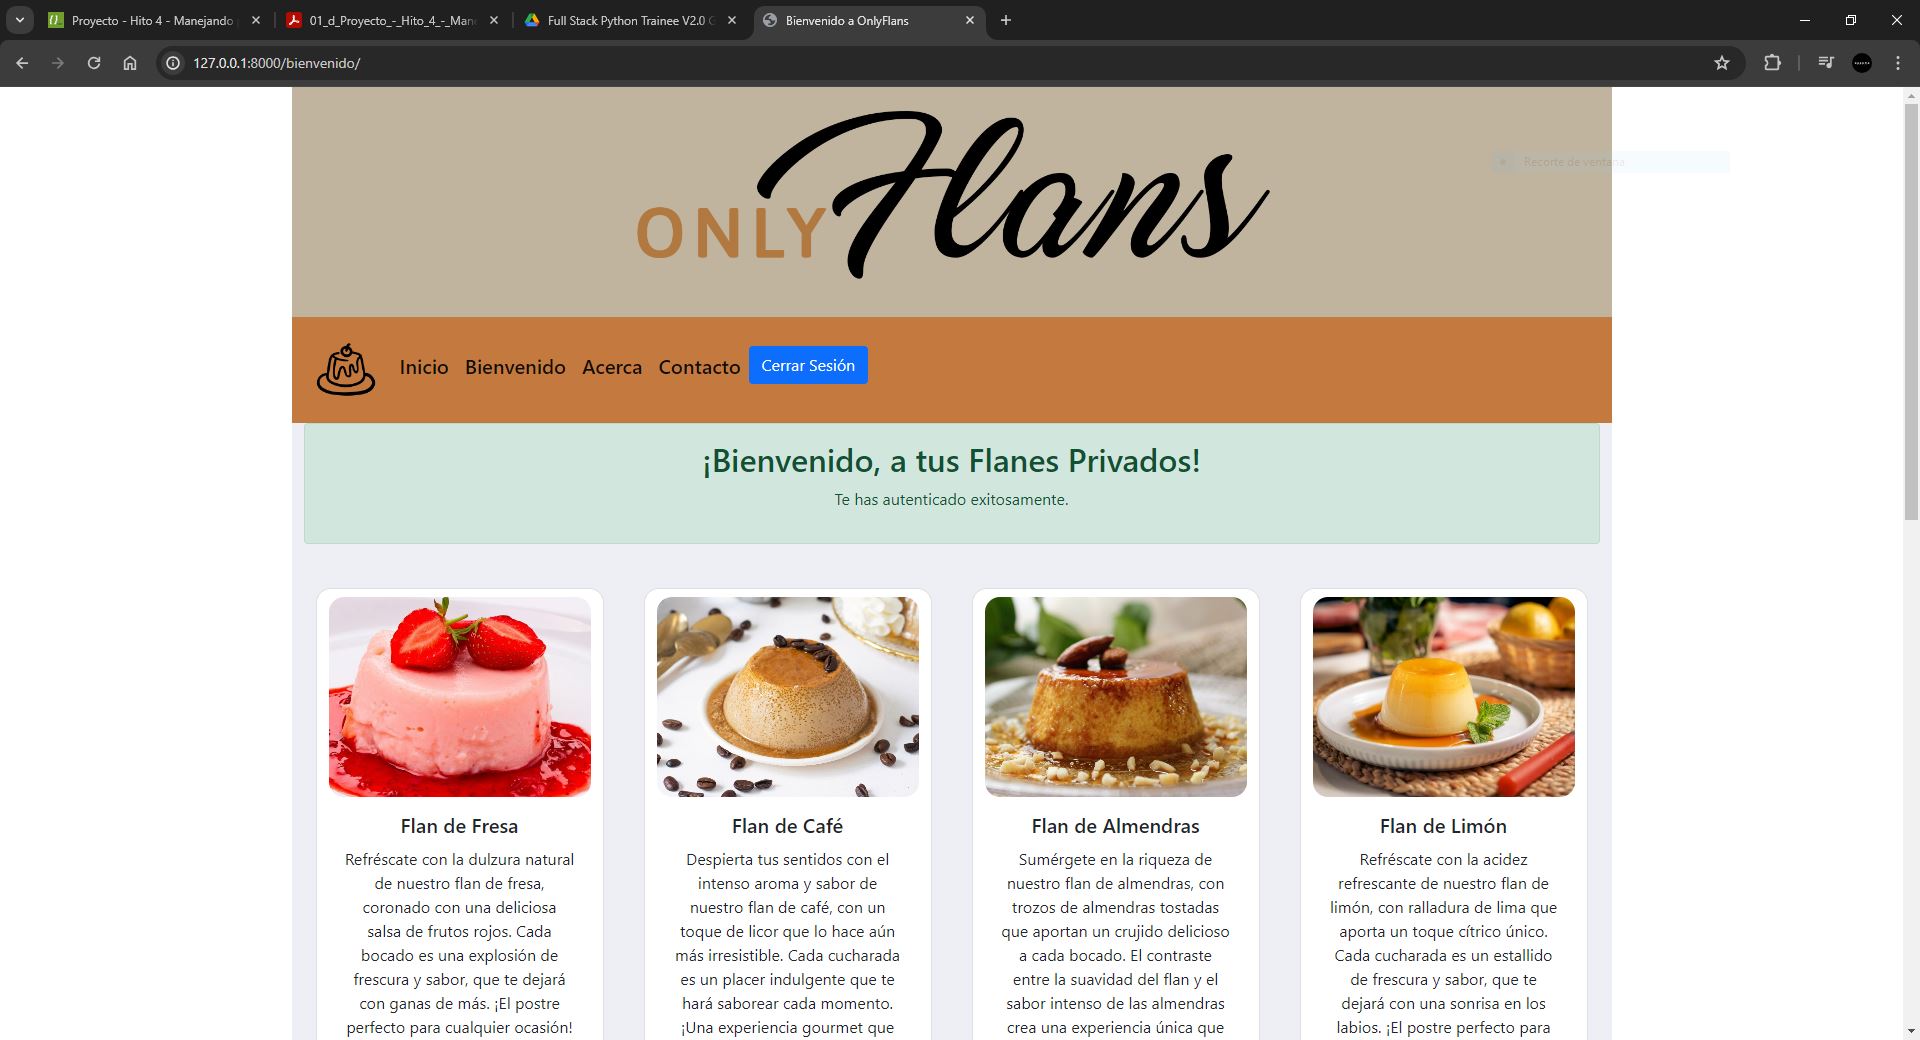 Proyecto - Hito 4 - Manejando
01_d_Proyecto_-_Hito_4_-_Man
Full Stack Python Trainee V2.0 G
Bienvenido a OnlyFlans
127.0.0.1:8000/bienvenido/
ONLY Flans
Recorte de ventana
Inicio
Bienvenido
Acerca
Contacto
Cerrar Sesión
¡Bienvenido, a tus Flanes Privados!
Te has autenticado exitosamente.
Flan de Fresa
Refréscate con la dulzura natural
de nuestro flan de fresa,
coronado con una deliciosa
salsa de frutos rojos. Cada
bocado es una explosión de
frescura y sabor, que te dejará
con ganas de más. ¡El postre
perfecto para cualquier ocasión!
Flan de Café
Despierta tus sentidos con el
intenso aroma y sabor de
nuestro flan de café, con un
toque de licor que lo hace aún
más irresistible. Cada cucharada
es un placer indulgente que te
hará saborear cada momento.
¡Una experiencia gourmet que
Flan de Almendras
Sumérgete en la riqueza de
nuestro flan de almendras, con
trozos de almendras tostadas
que aportan un crujido delicioso
a cada bocado. El contraste
entre la suavidad del flan y el
sabor intenso de las almendras
crea una experiencia única que
Flan de Limón
Refréscate con la acidez
refrescante de nuestro flan de
limón, con ralladura de lima que
aporta un toque cítrico único.
Cada cucharada es un estallido
de frescura y sabor, que te
dejará con una sonrisa en los
labios. ¡El postre perfecto para